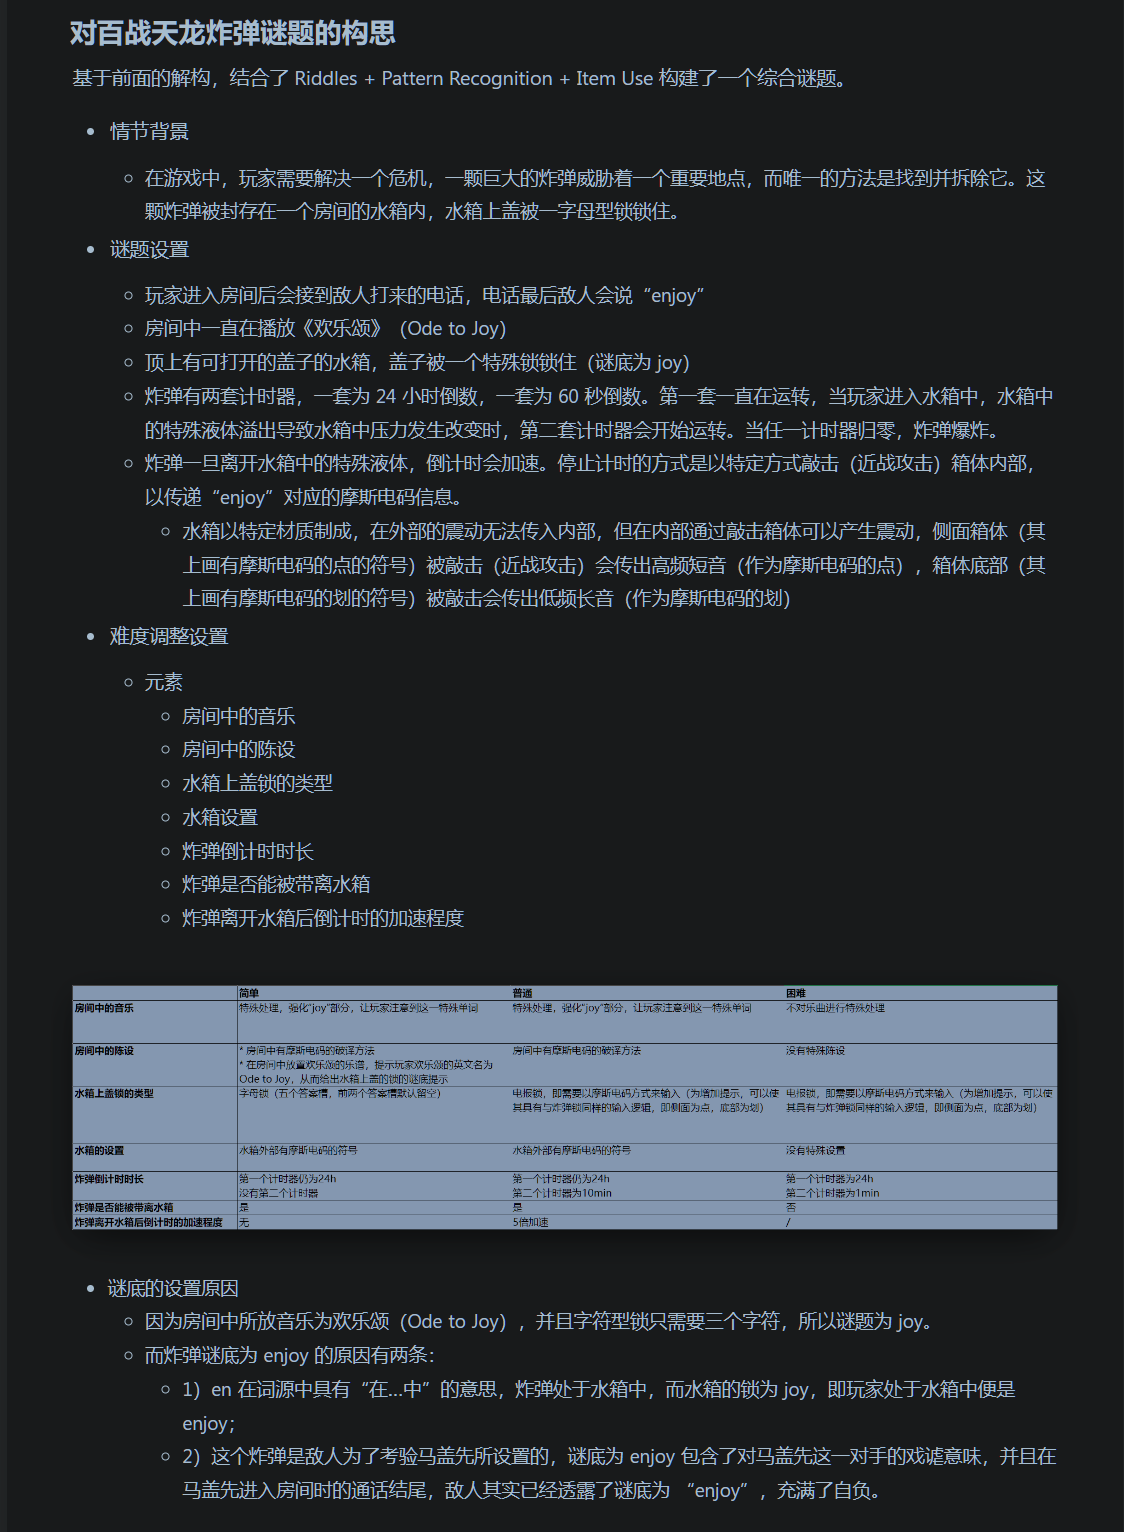 对百战天龙炸弹谜题的构思
基于前面的解构，结合了 Riddles + Pattern Recognition + Item Use 构建了一个综合谜题。
• 情节背景
◦ 在游戏中，玩家需要解决一个危机，一颗巨大的炸弹威胁着一个重要地点，而唯一的方法是找到并拆除它。这
颗炸弹被封存在一个房间的水箱内，水箱上盖被一字母型锁锁住。
• 谜题设置
◦ 玩家进入房间后会接到敌人打来的电话，电话最后敌人会说“enjoy”
◦ 房间中一直在播放《欢乐颂》（Ode to Joy）
◦ 顶上有可打开的盖子的水箱，盖子被一个特殊锁锁住（谜底为 joy）
◦ 炸弹有两套计时器，一套为 24 小时倒数，一套为 60 秒倒数。第一套一直在运转，当玩家进入水箱中，水箱中
的特殊液体溢出导致水箱中压力发生改变时，第二套计时器会开始运转。当任一计时器归零，炸弹爆炸。
◦ 炸弹一旦离开水箱中的特殊液体，倒计时会加速。停止计时的方式是以特定方式敲击（近战攻击）箱体内部，
以传递“enjoy”对应的摩斯电码信息。
◦ 水箱以特定材质制成，在外部的震动无法传入内部，但在内部通过敲击箱体可以产生震动，侧面箱体（其
上画有摩斯电码的点的符号）被敲击（近战攻击）会传出高频短音（作为摩斯电码的点），箱体底部（其
上画有摩斯电码的划的符号）被敲击会传出低频长音（作为摩斯电码的划）
• 难度调整设置
◦ 元素
◦ 房间中的音乐
◦ 房间中的陈设
◦ 水箱上盖锁的类型
◦ 水箱设置
◦ 炸弹倒计时时长
◦ 炸弹是否能被带离水箱
◦ 炸弹离开水箱后倒计时的加速程度
简单 普通 困难
房间中的音乐 特殊处理，强化“joy”部分，让玩家注意到这一特殊单词 特殊处理，强化“joy”部分，让玩家注意到这一特殊单词 不对乐曲进行特殊处理
房间中的陈设 * 房间中有摩斯电码的破译方法 房间中有摩斯电码的破译方法 没有特殊陈设
* 在房间中放置欢乐颂的乐谱，提示玩家欢乐颂的英文名为
Ode to Joy，从而给出水箱上盖的锁的谜底提示
水箱上盖锁的类型 字母锁（五个答案槽，前两个答案槽默认留空） 电报锁，即需要以摩斯电码方式来输入（为增加提示，可以使 电报锁，即需要以摩斯电码方式来输入（为增加提示，可以使
其具有与炸弹锁同样的输入逻辑，即侧面为点，底部为划） 其具有与炸弹锁同样的输入逻辑，即侧面为点，底部为划）
水箱的设置 水箱外部有摩斯电码的符号 水箱外部有摩斯电码的符号 没有特殊设置
炸弹倒计时时长 第一个计时器仍为24h 第一个计时器仍为24h 第一个计时器为24h
没有第二个计时器 第二个计时器为10min 第二个计时器为1min
炸弹是否能被带离水箱 是 是 否
炸弹离开水箱后倒计时的加速程度 无 5倍加速 /
• 谜底的设置原因
◦ 因为房间中所放音乐为欢乐颂（Ode to Joy），并且字符型锁只需要三个字符，所以谜题为 joy。
◦ 而炸弹谜底为 enjoy 的原因有两条：
◦ 1）en 在词源中具有“在...中”的意思，炸弹处于水箱中，而水箱的锁为 joy，即玩家处于水箱中便是
enjoy；
◦ 2）这个炸弹是敌人为了考验马盖先所设置的，谜底为 enjoy 包含了对马盖先这一对手的戏谑意味，并且在
马盖先进入房间时的通话结尾，敌人其实已经透露了谜底为 “enjoy”，充满了自负。